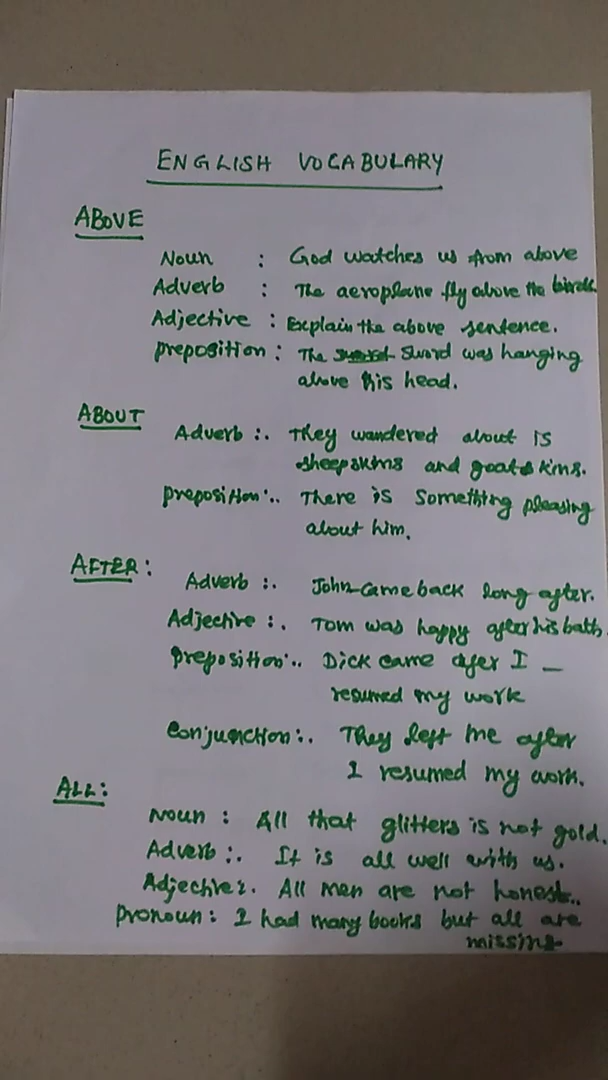 ENGLISH VOCABULARY
ABOVE
Noun : God watches us from above
Adverb : The aeroplane fly above the birds.
Adjective : Explain the above sentence.
preposition : The Sword was hanging
above his head.
ABOUT
Adverb :. They wandered about is
sheepskins and goatskins.
preposition :.. There is Something pleasing
about him.
AFTER :
Adverb :. John came back long after.
Adjective :. Tom was happy after his bath.
preposition :.. Dick came afer I _
resumed my work
Conjunction :. They left me after
I resumed my work.
ALL :
Noun : All that glitters is not gold.
Adverb :. It is all well with us.
Adjective :. All men are not honest..
pronoun : I had many books but all are
missing-